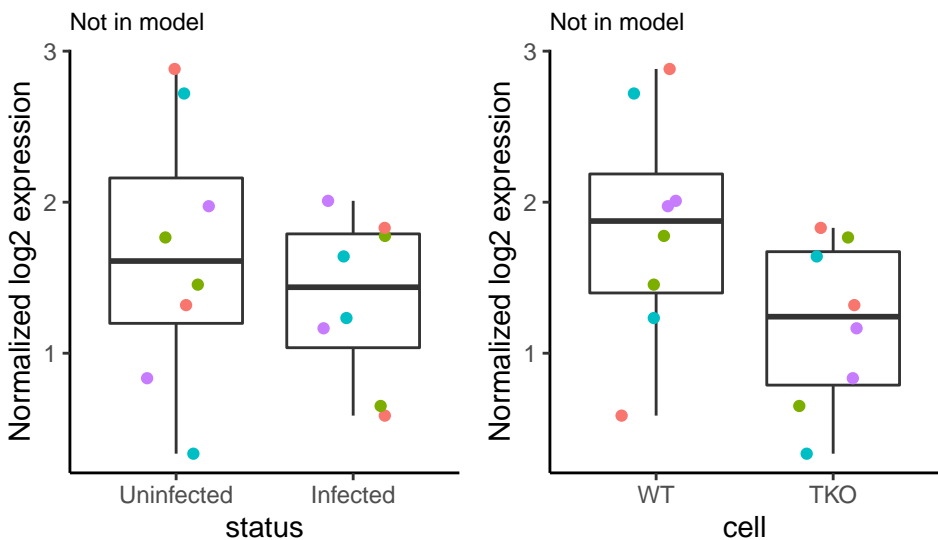 Not in model
Normalized log2 expression
3
2
1
Uninfected
Infected
status
Not in model
Normalized log2 expression
3
2
1
WT
TKO
cell